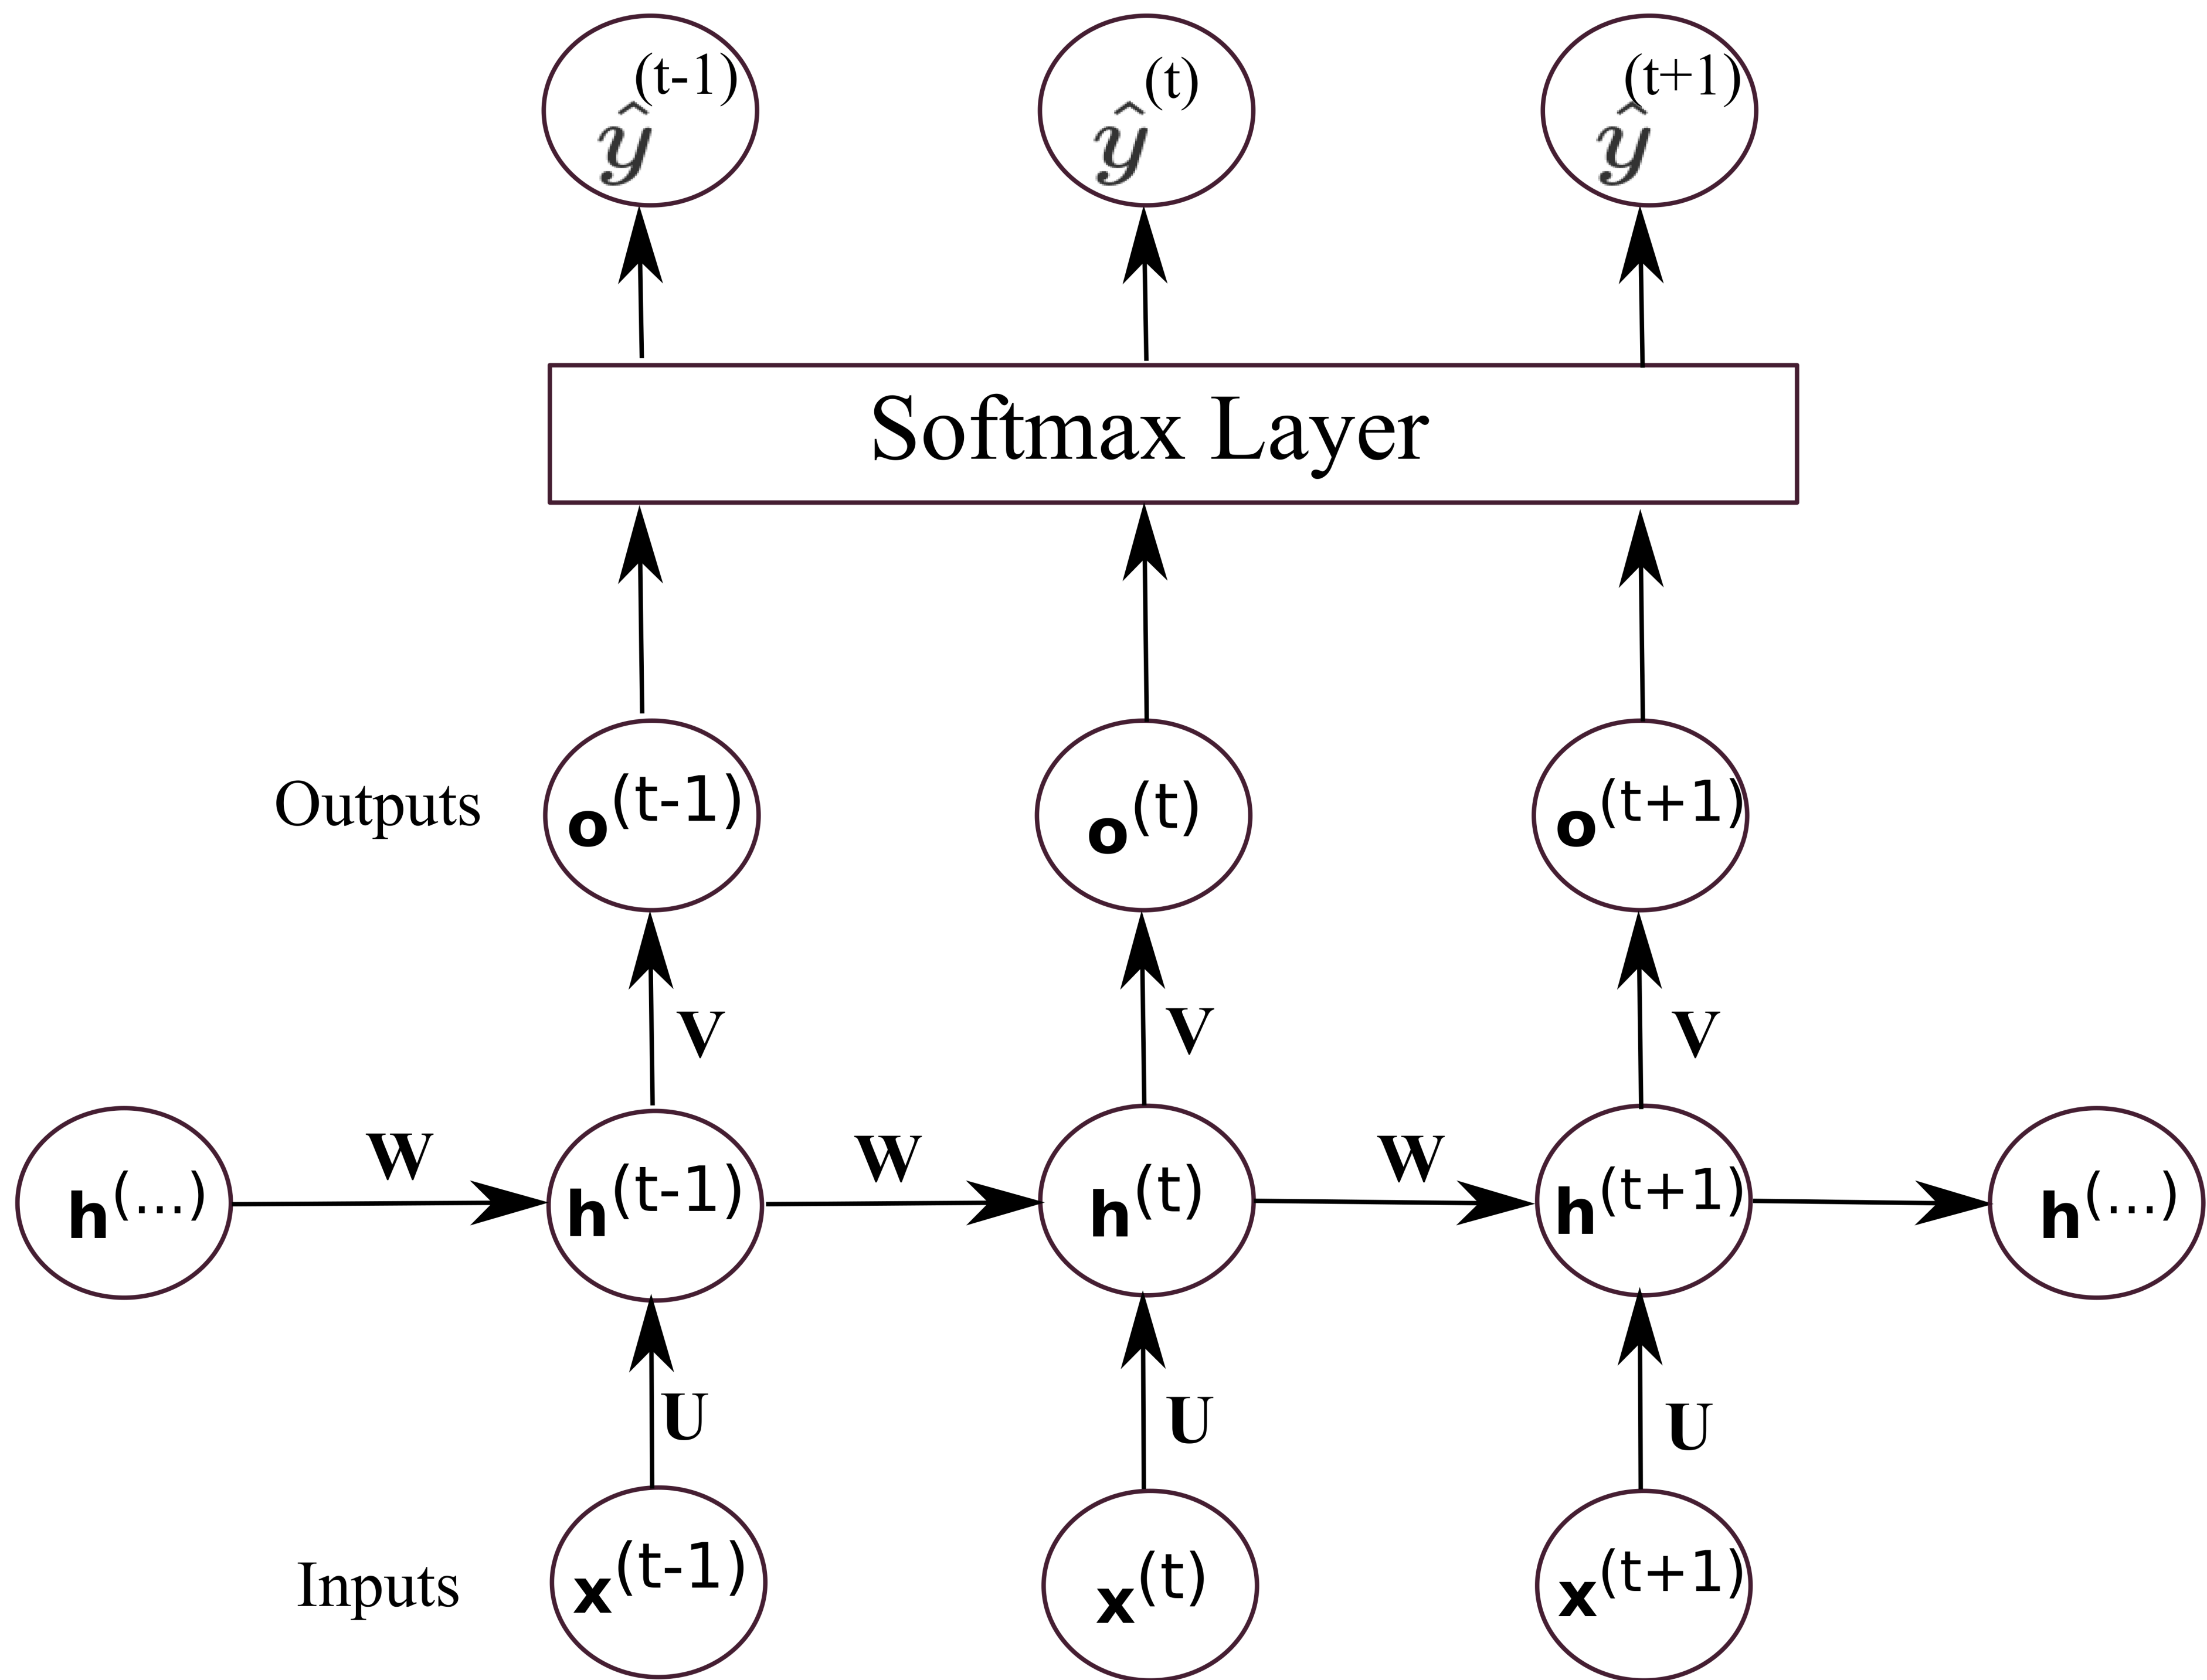 ŷ(t-1) ŷ(t) ŷ(t+1)
Softmax Layer
Outputs o(t-1) o(t) o(t+1)
V V V
W W W
h(...) h(t-1) h(t) h(t+1) h(...)
U U U
Inputs x(t-1) x(t) x(t+1)